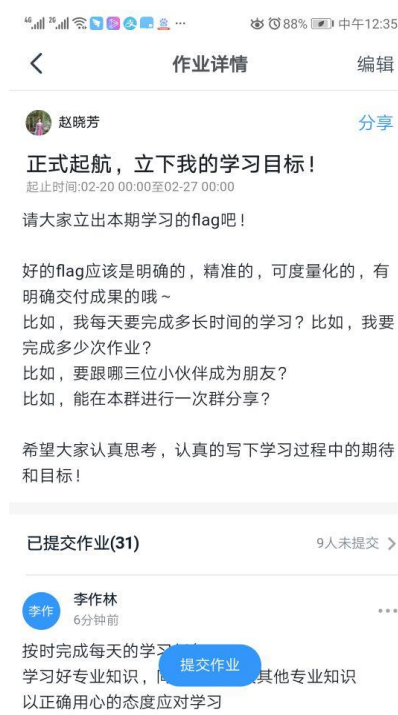 88% 中午12:35
作业详情 编辑
赵晓芳 分享
正式起航，立下我的学习目标！
起止时间:02-20 00:00至02-27 00:00
请大家立出本期学习的flag吧！
好的flag应该是明确的，精准的，可度量化的，有
明确交付成果的哦～
比如，我每天要完成多长时间的学习？比如，我要
完成多少次作业？
比如，要跟哪三位小伙伴成为朋友？
比如，能在本群进行一次群分享？
希望大家认真思考，认真的写下学习过程中的期待
和目标！
已提交作业(31) 9人未提交
李作 李作林
6分钟前
按时完成每天的学习
学习好专业知识， 其他专业知识
提交作业
以正确用心的态度应对学习